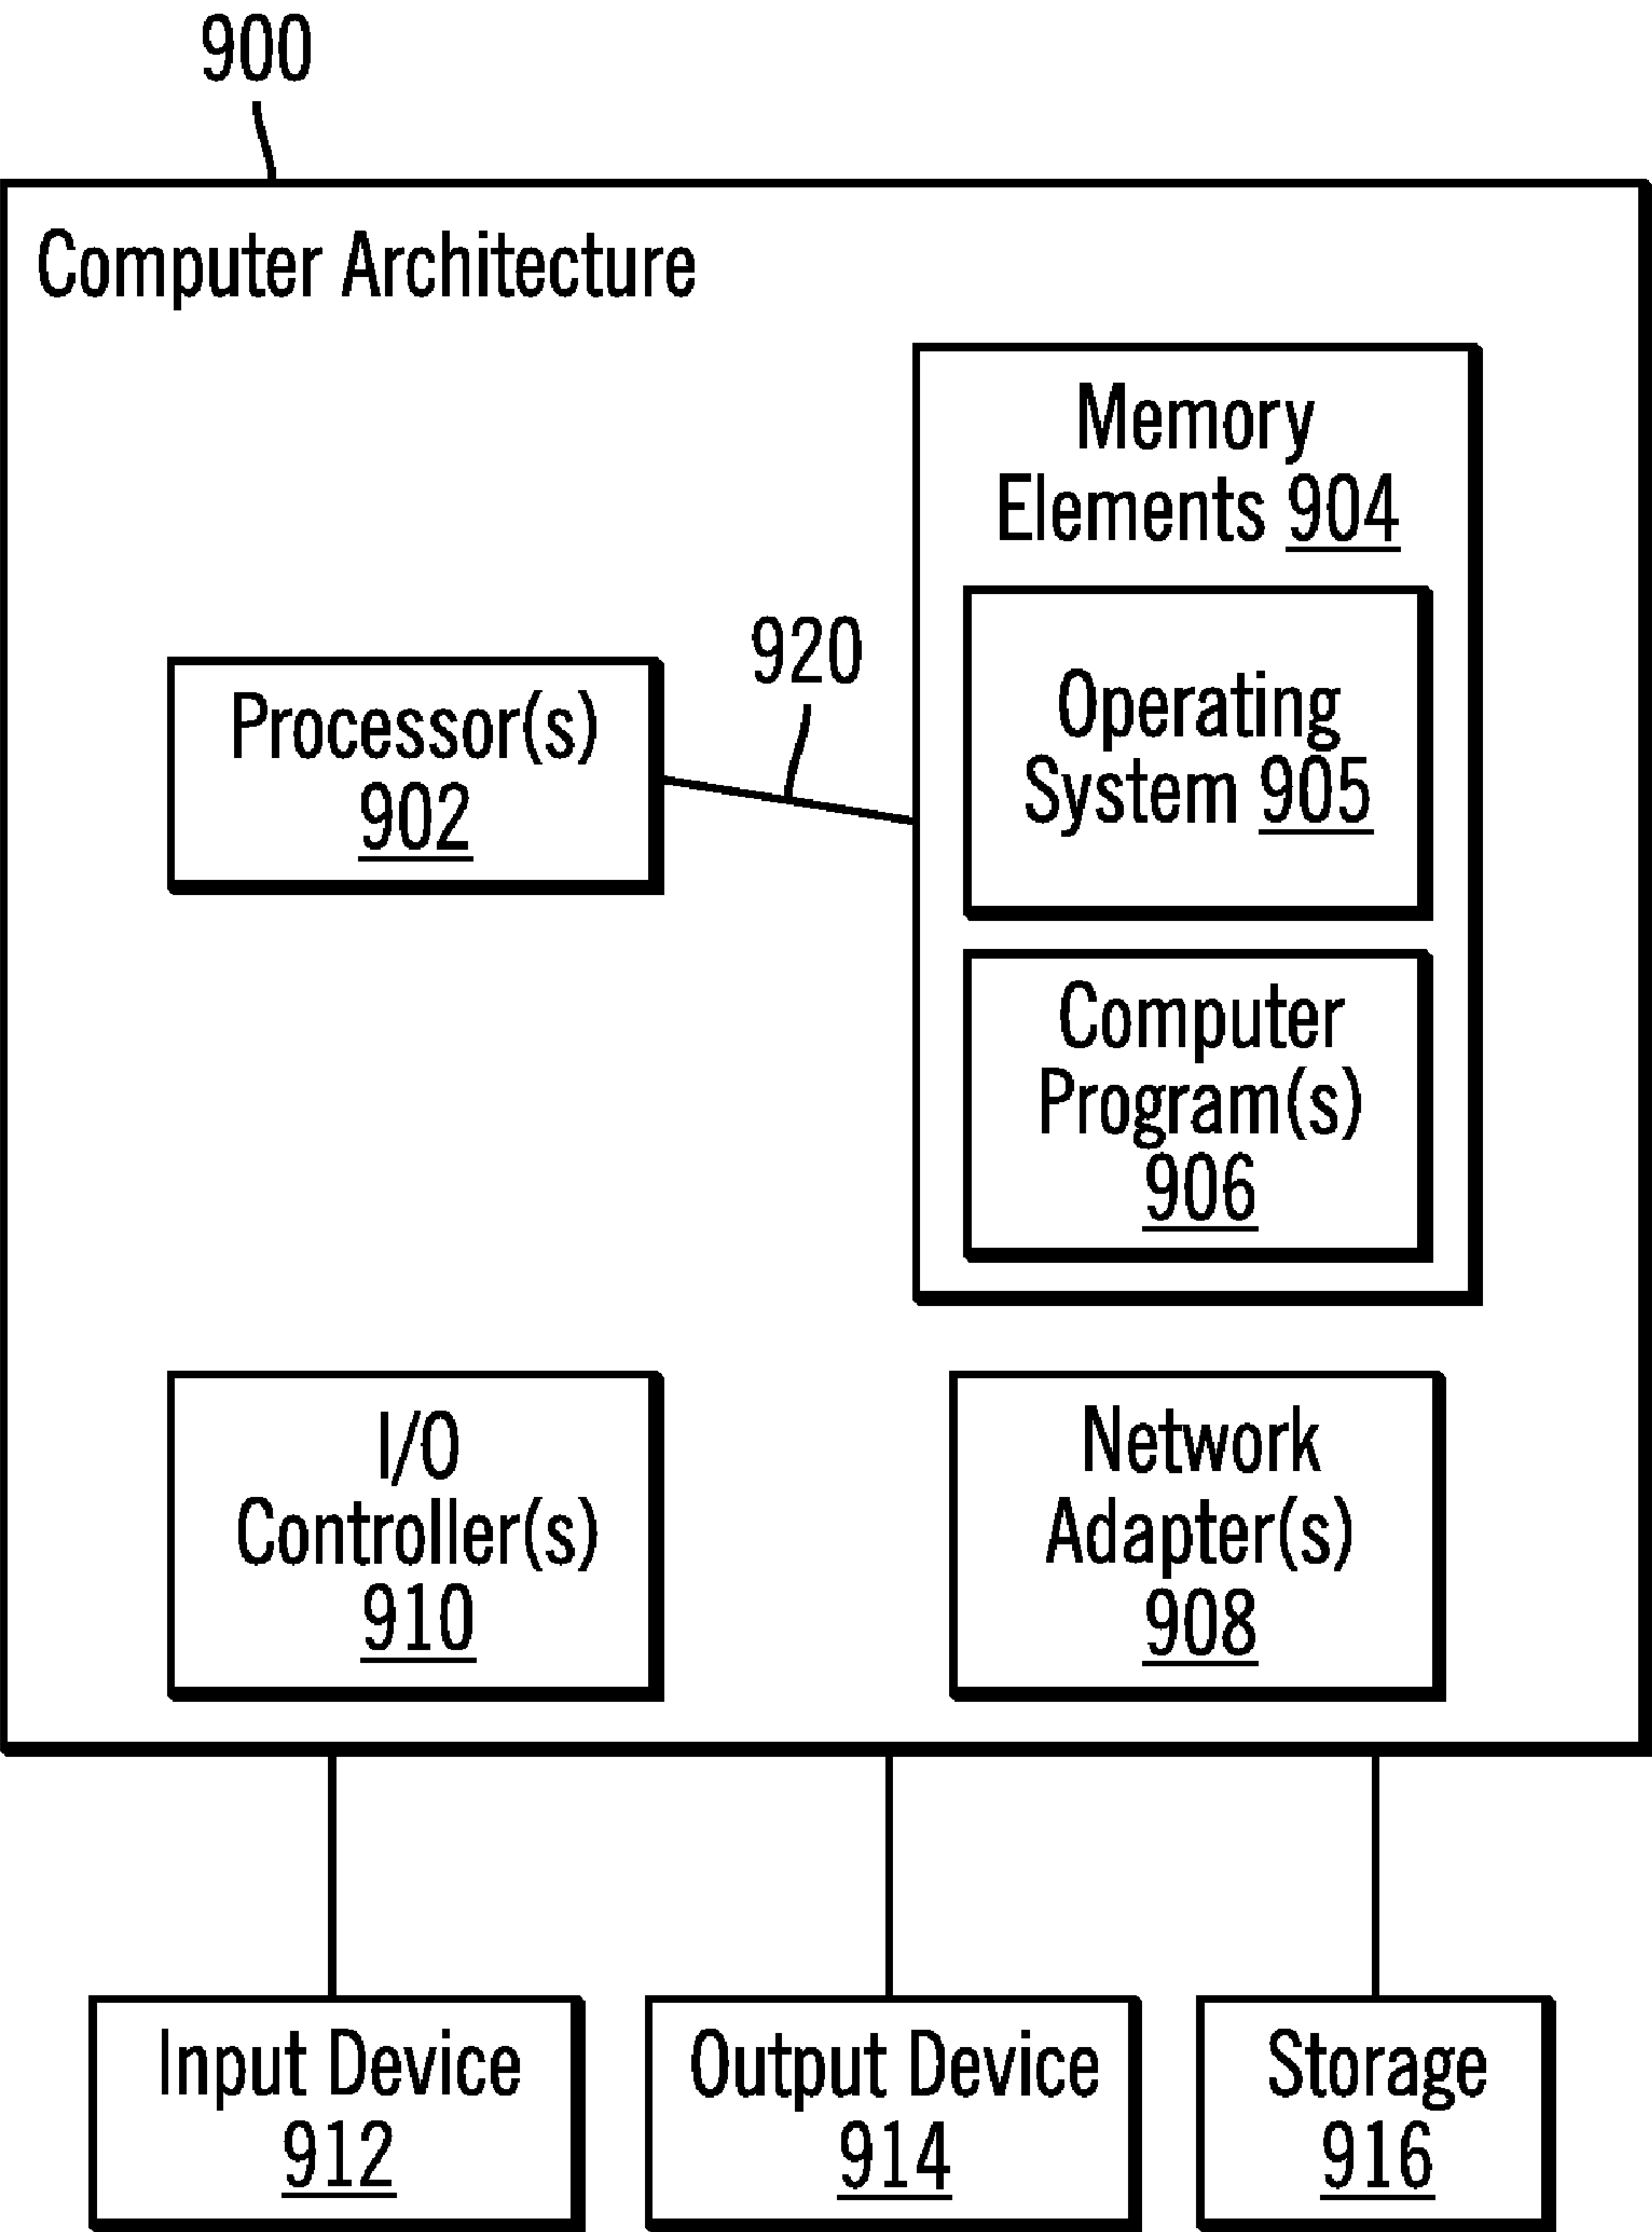 900
Computer Architecture
Memory
Elements 904
920
Operating
System 905
Processor(s)
902
Computer
Program(s)
906
I/O
Controller(s)
910
Network
Adapter(s)
908
Input Device
912
Output Device
914
Storage
916